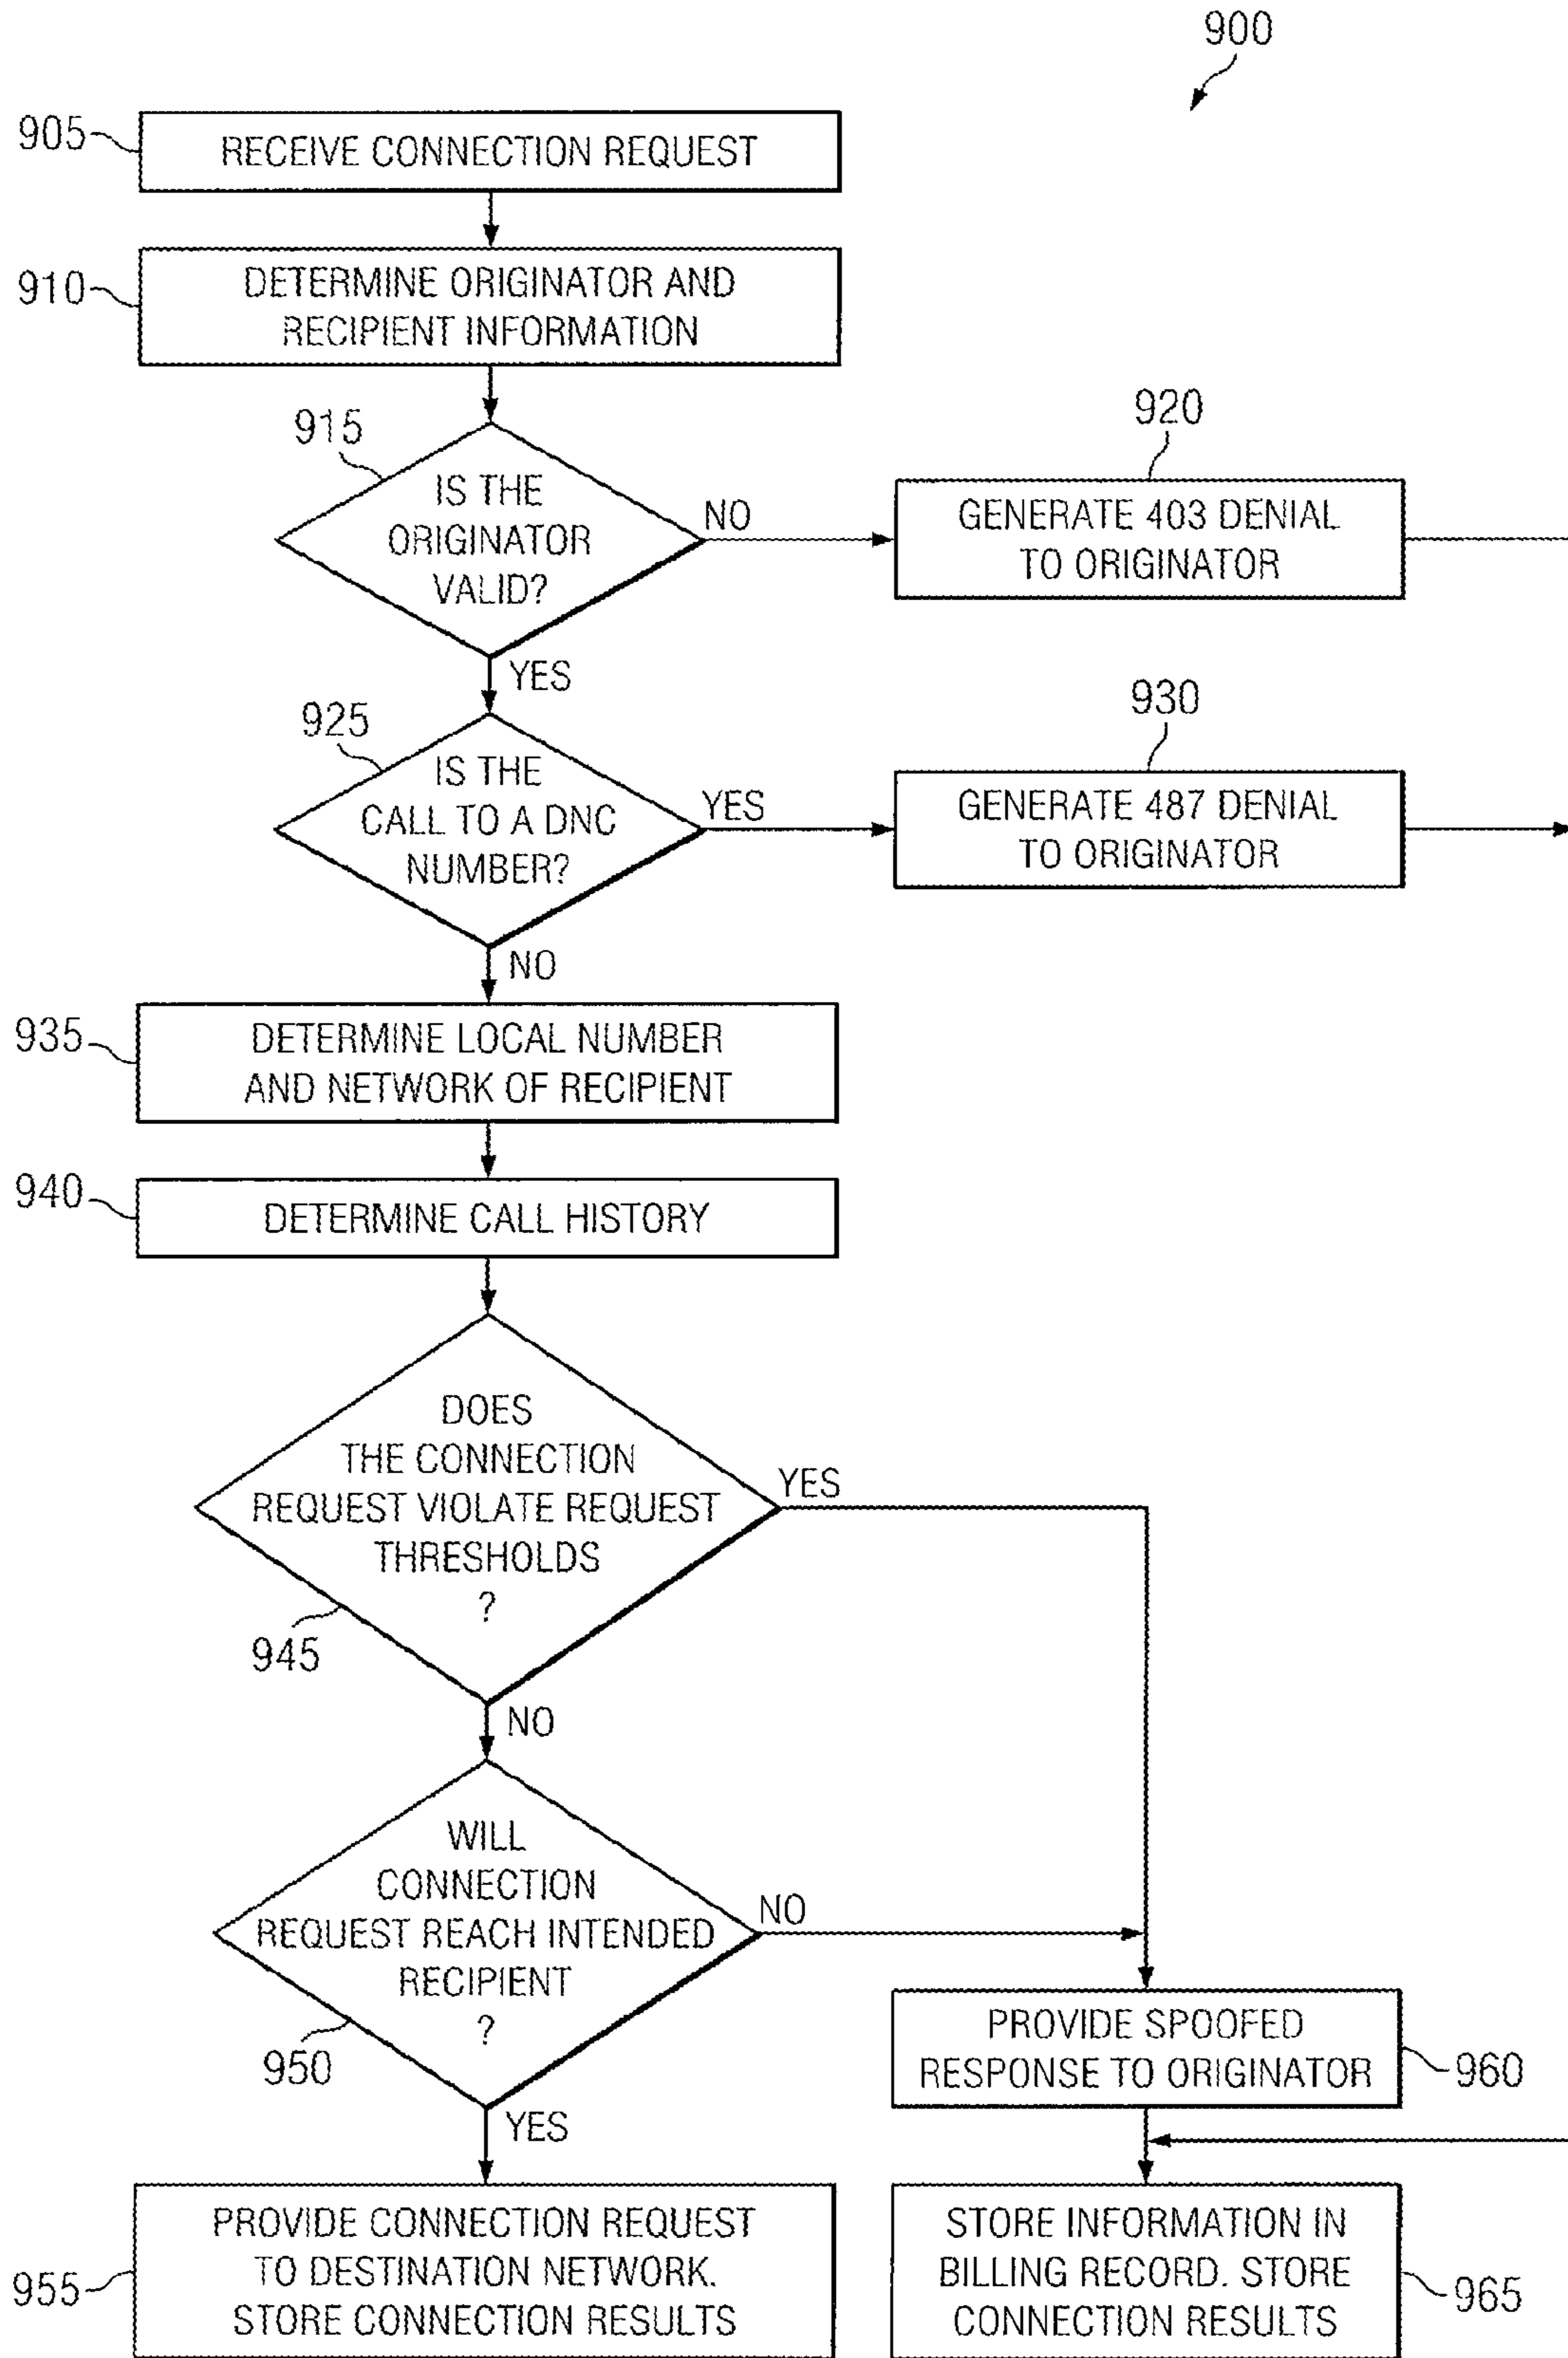 900
905
RECEIVE CONNECTION REQUEST
910
DETERMINE ORIGINATOR AND
RECIPIENT INFORMATION
915
IS THE
ORIGINATOR
VALID?
NO
920
GENERATE 403 DENIAL
TO ORIGINATOR
YES
925
IS THE
CALL TO A DNC
NUMBER?
YES
930
GENERATE 487 DENIAL
TO ORIGINATOR
NO
935
DETERMINE LOCAL NUMBER
AND NETWORK OF RECIPIENT
940
DETERMINE CALL HISTORY
DOES
THE CONNECTION
REQUEST VIOLATE REQUEST
THRESHOLDS
?
945
YES
NO
WILL
CONNECTION
REQUEST REACH INTENDED
RECIPIENT
?
950
NO
YES
PROVIDE SPOOFED
RESPONSE TO ORIGINATOR
960
955
PROVIDE CONNECTION REQUEST
TO DESTINATION NETWORK.
STORE CONNECTION RESULTS
STORE INFORMATION IN
BILLING RECORD. STORE
CONNECTION RESULTS
965